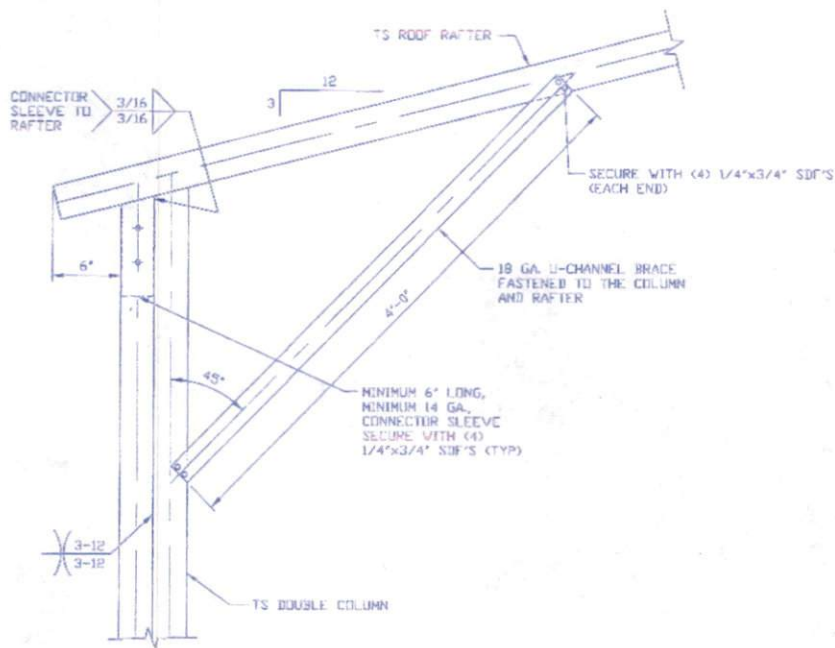 TS ROOF RAFTER
12
3
CONNECTOR
SLEEVE TO
RAFTER
3/16
3/16
SECURE WITH (4) 1/4"x3/4" SDF'S
(EACH END)
6"
18 GA. U-CHANNEL BRACE
FASTENED TO THE COLUMN
AND RAFTER
4'-0"
45°
MINIMUM 6" LONG,
MINIMUM 14 GA.,
CONNECTOR SLEEVE
SECURE WITH (4)
1/4"x3/4" SDF'S (TYP)
3-12
3-12
TS DOUBLE COLUMN